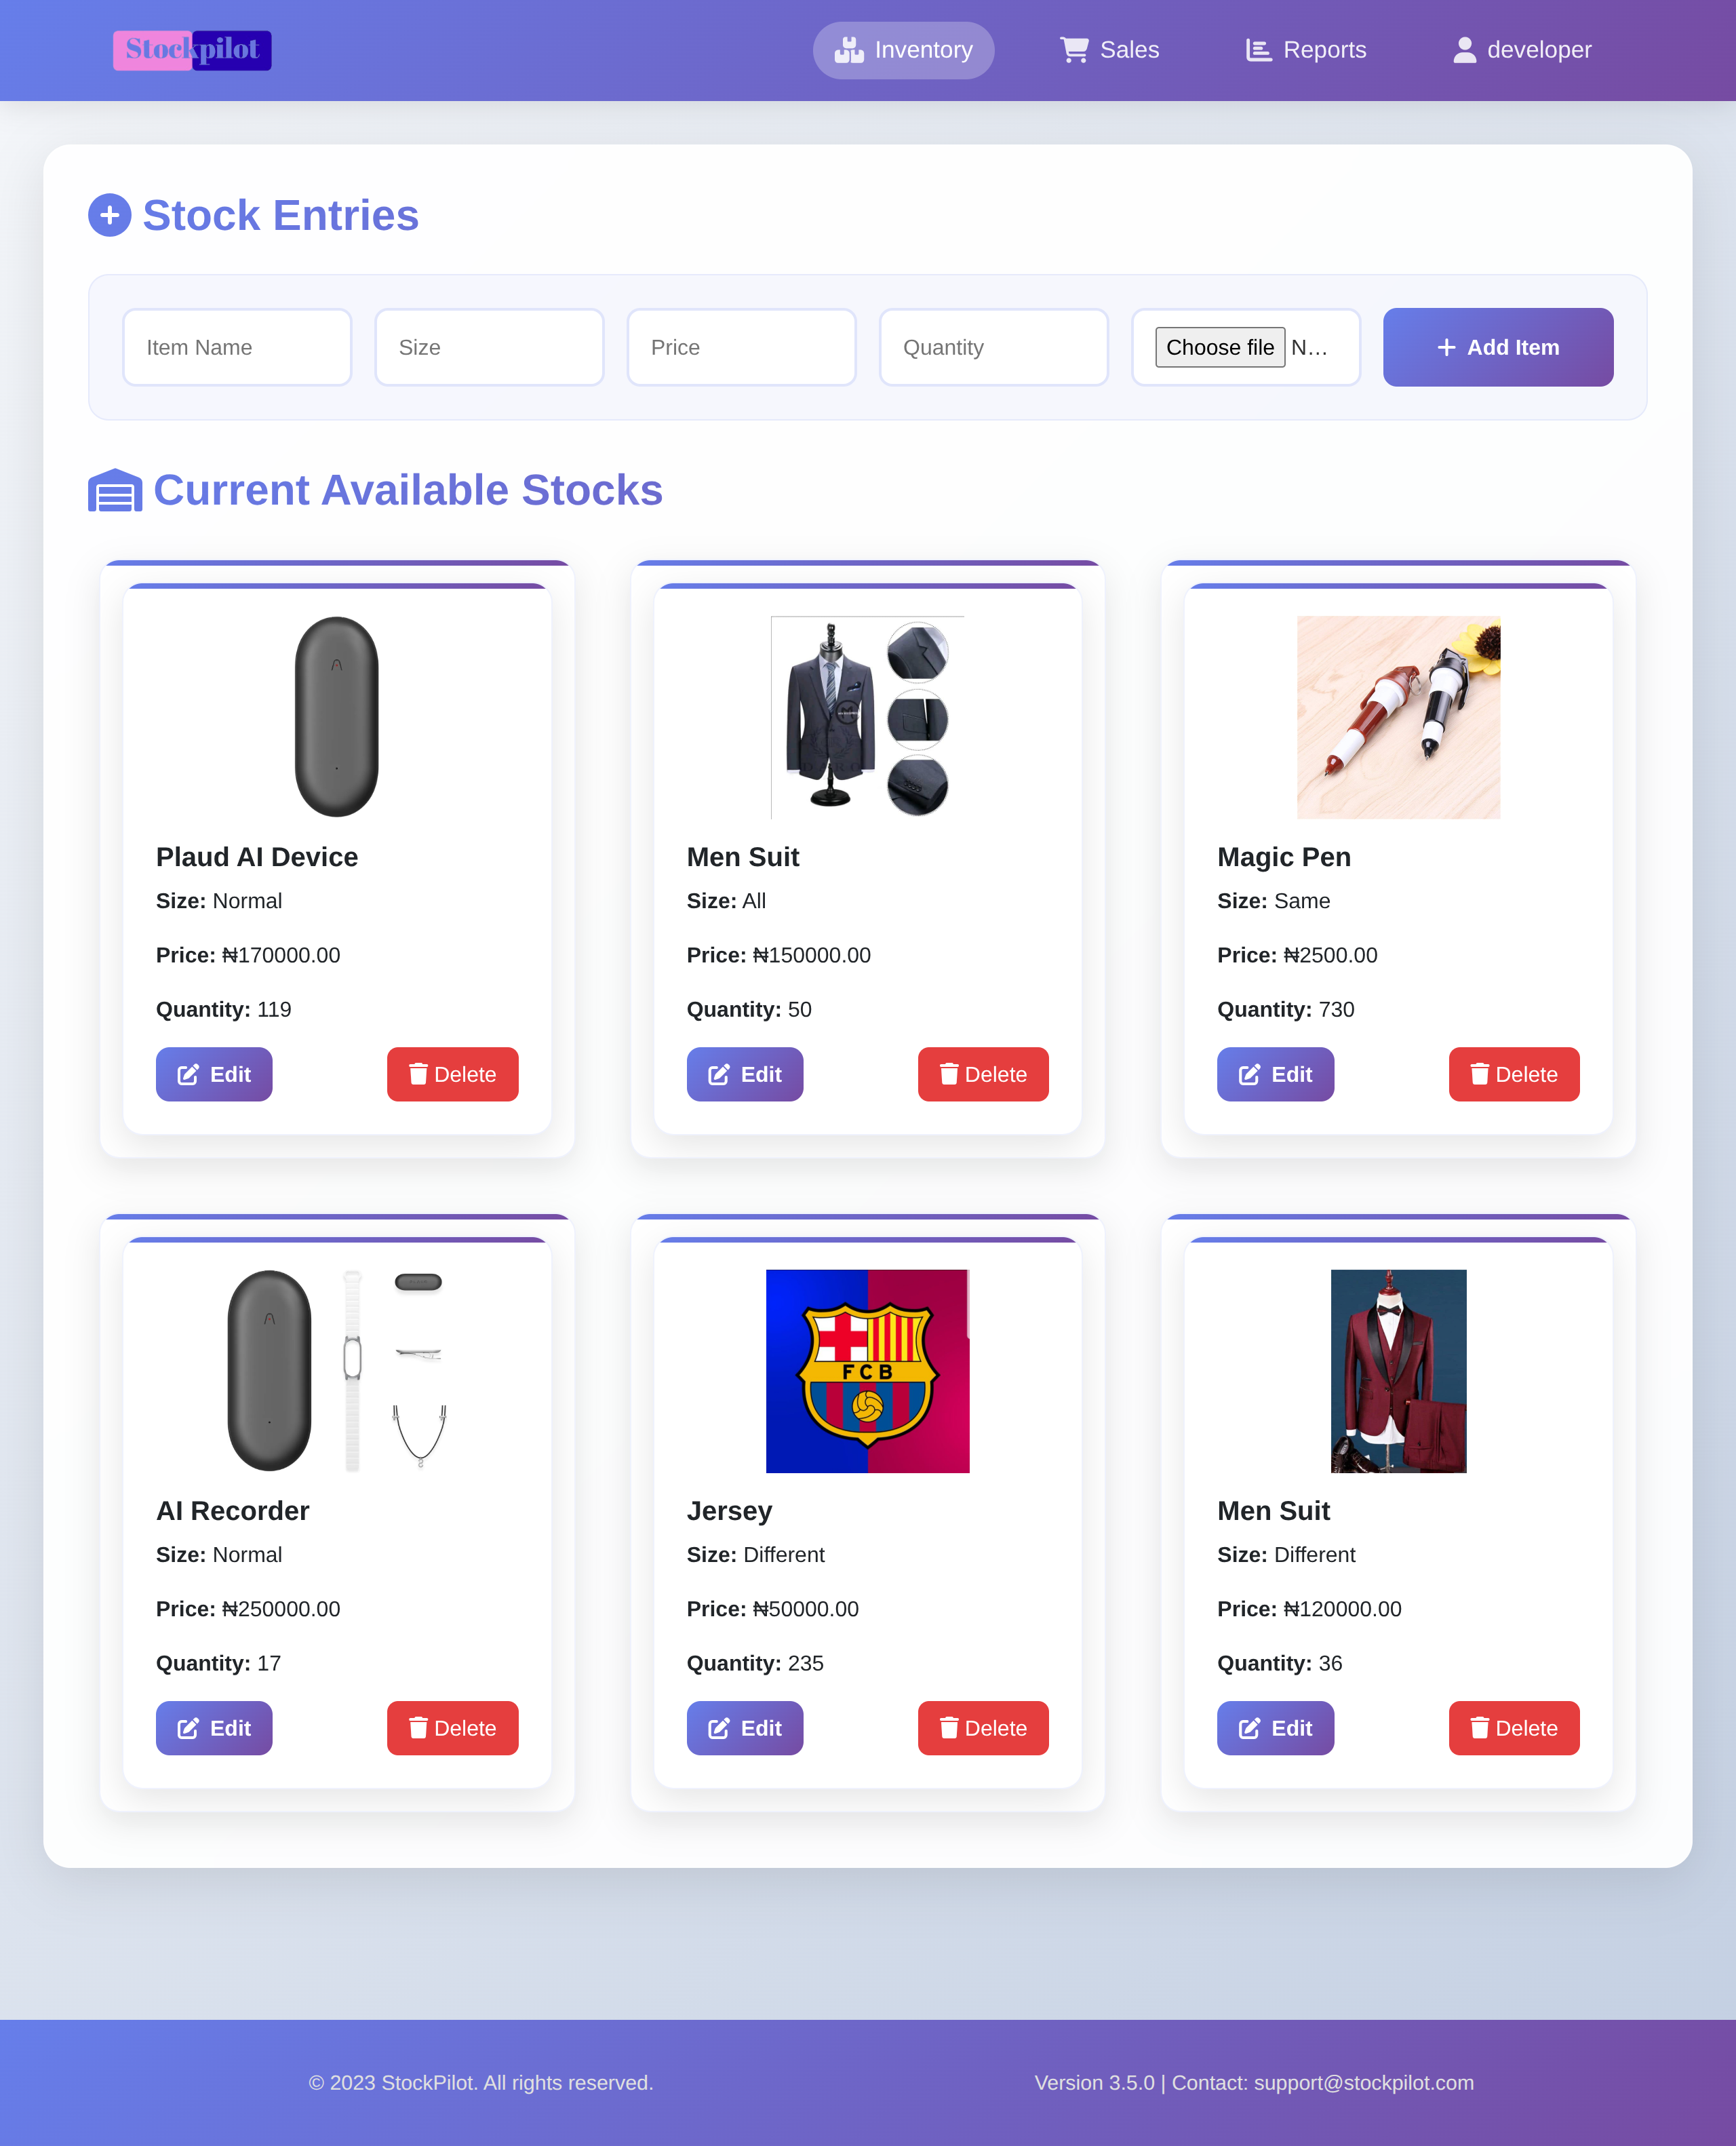 Stockpilot
Inventory
Sales
Reports
developer
Stock Entries
Item Name
Size
Price
Quantity
Choose file N...
Add Item
Current Available Stocks
Plaud AI Device
Size: Normal
Price: ₦170000.00
Quantity: 119
Edit
Delete
Men Suit
Size: All
Price: ₦150000.00
Quantity: 50
Edit
Delete
Magic Pen
Size: Same
Price: ₦2500.00
Quantity: 730
Edit
Delete
AI Recorder
Size: Normal
Price: ₦250000.00
Quantity: 17
Edit
Delete
FCB
Jersey
Size: Different
Price: ₦50000.00
Quantity: 235
Edit
Delete
Men Suit
Size: Different
Price: ₦120000.00
Quantity: 36
Edit
Delete
© 2023 StockPilot. All rights reserved.
Version 3.5.0 | Contact: support@stockpilot.com